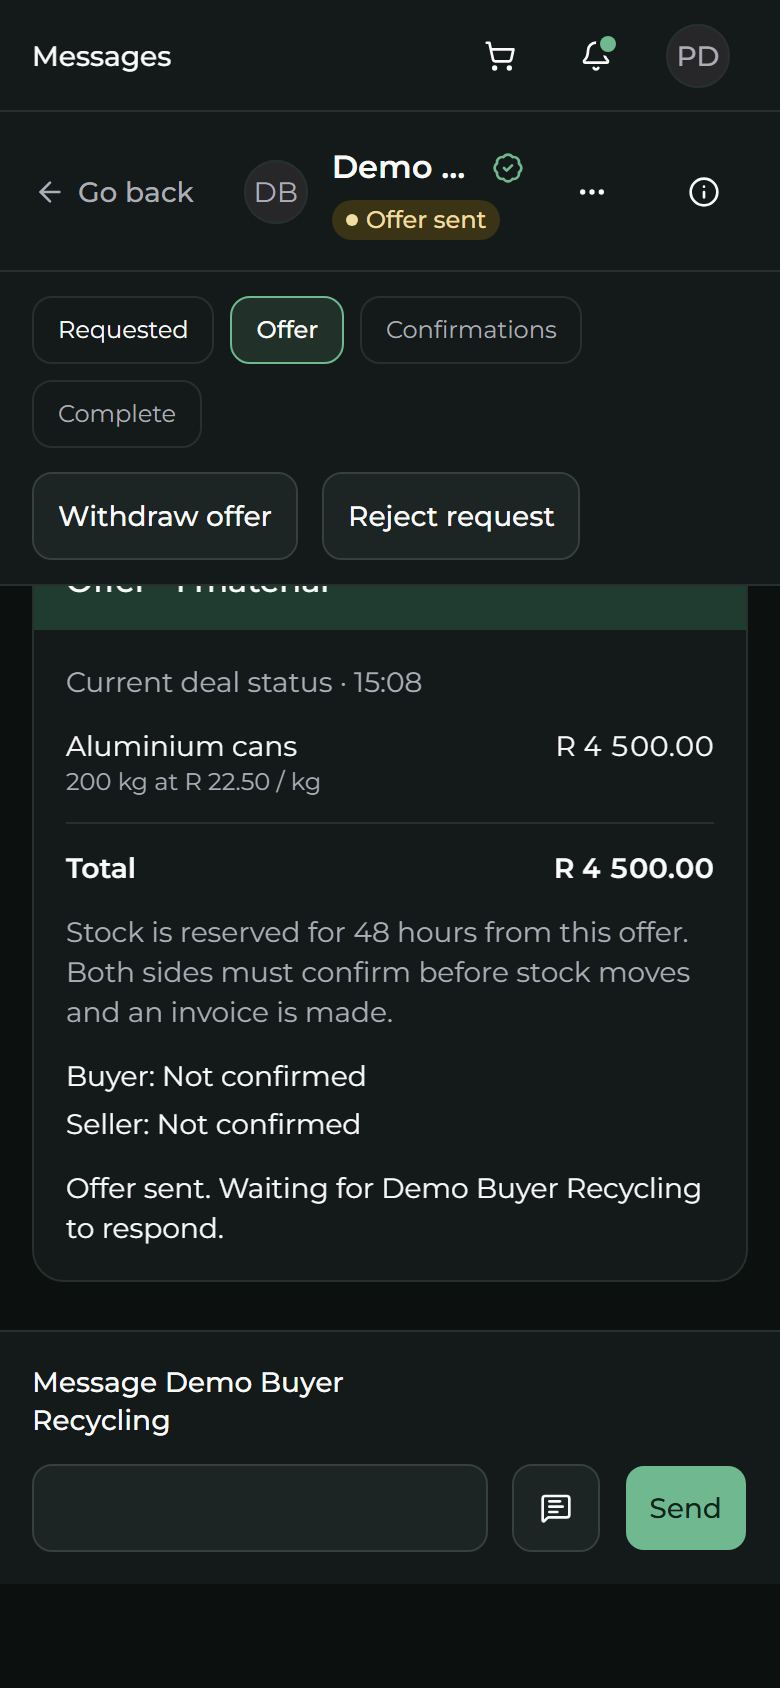 Messages
PD
Go back
DB
Demo ...
Offer sent
Requested
Offer
Confirmations
Complete
Withdraw offer
Reject request
Current deal status · 15:08
Aluminium cans
R 4 500.00
200 kg at R 22.50 / kg
Total
R 4 500.00
Stock is reserved for 48 hours from this offer.
Both sides must confirm before stock moves
and an invoice is made.
Buyer: Not confirmed
Seller: Not confirmed
Offer sent. Waiting for Demo Buyer Recycling
to respond.
Message Demo Buyer
Recycling
Send